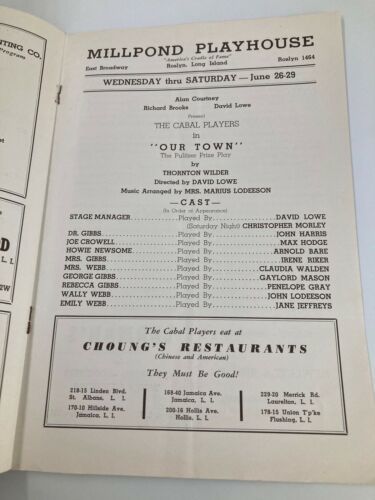 TING CO.
Program
et
RD
L. I.
2W
MILLPOND PLAYHOUSE
"America's Cradle of Fame"
East Broadway Roslyn, Long Island Roslyn 1464
WEDNESDAY thru SATURDAY — June 26-29
Alan Courtney
Richard Brooks David Lowe
Present
THE CABAL PLAYERS
in
"OUR TOWN"
The Pulitzer Prize Play
by
THORNTON WILDER
Directed by DAVID LOWE
Music Arranged by MRS. MARIUS LODEESON
— CAST —
(In Order of Appearance)
STAGE MANAGER Played By DAVID LOWE
(Saturday Night) CHRISTOPHER MORLEY
DR. GIBBS Played By JOHN HARRIS
JOE CROWELL Played By MAX HODGE
HOWIE NEWSOME Played By ARNOLD BARE
MRS. GIBBS Played By IRENE RIKER
MRS. WEBB Played By CLAUDIA WALDEN
GEORGE GIBBS Played By GAYLORD MASON
REBECCA GIBBS Played By PENELOPE GRAY
WALLY WEBB Played By JOHN LODEESON
EMILY WEBB Played By JANE JEFFREYS
The Cabal Players eat at
CHOUNG'S RESTAURANTS
(Chinese and American)
They Must Be Good!
218-15 Linden Blvd. 168-40 Jamaica Ave. 229-20 Merrick Rd.
St. Albans, L. I. Jamaica, L. I. Laurelton, L. I.
170-10 Hillside Ave. 200-16 Hollis Ave. 178-15 Union T'p'ke
Jamaica, L. I. Hollis, L. I. Flushing, L. I.